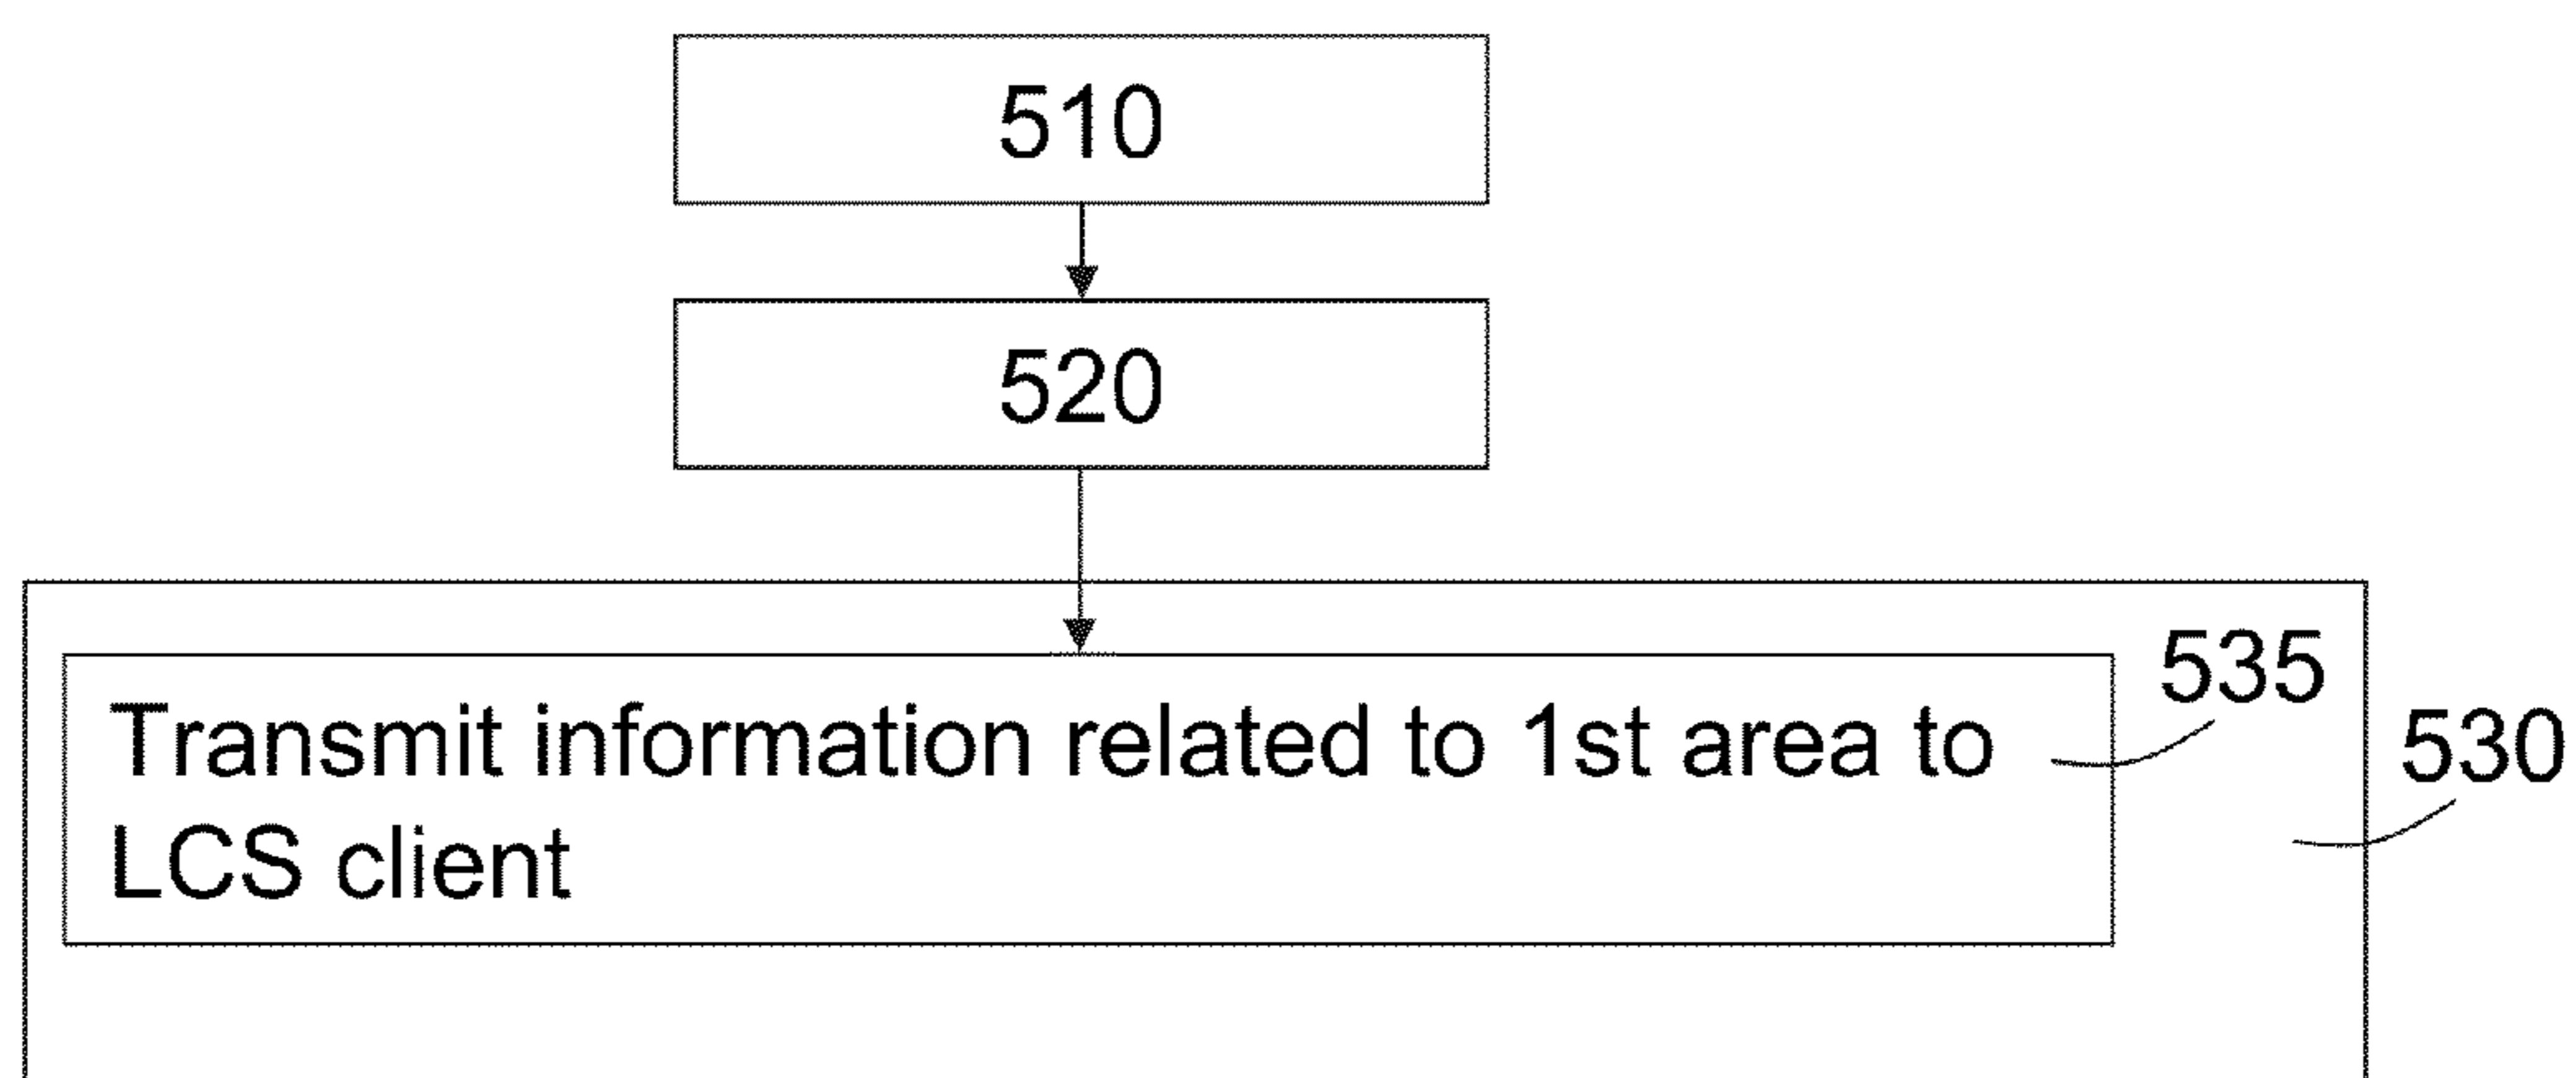 510
520
535
530
Transmit information related to 1st area to
LCS client